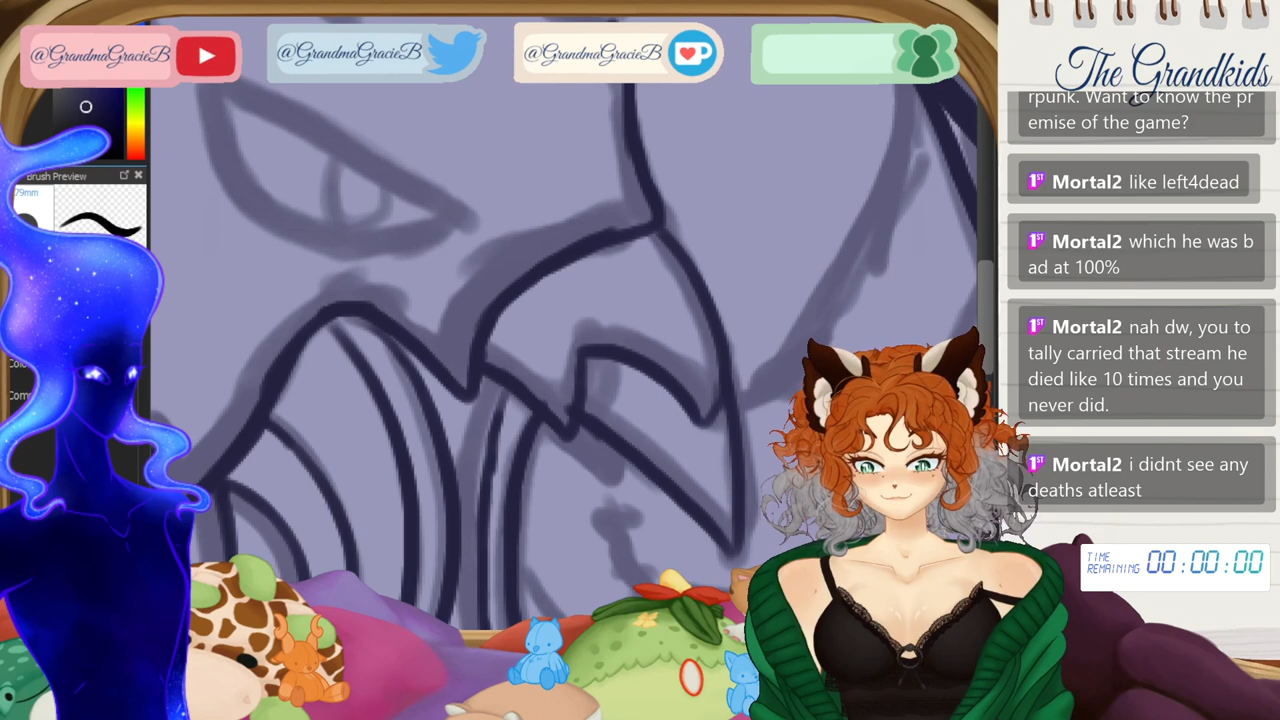 @GrandmaGracieB
@GrandmaGracieB
@GrandmaGracieB
The Grandkids
rpunk. Want to know the pr
emise of the game?
Mortal2 like left4dead
Mortal2 which he was b
ad at 100%
Mortal2 nah dw, you to
tally carried that stream he
died like 10 times and you
never did.
Mortal2 i didnt see any
deaths atleast
TIME
REMAINING 00:00:00
Brush Preview
79mm